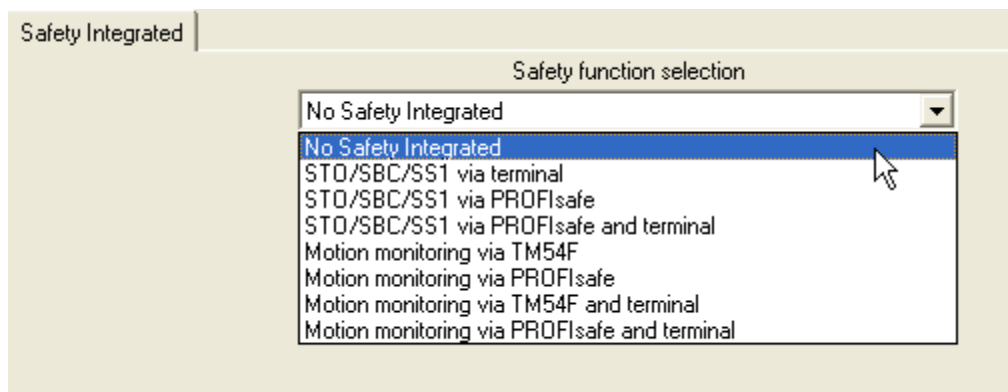 Safety Integrated
Safety function selection
No Safety Integrated
No Safety Integrated
STO/SBC/SS1 via terminal
STO/SBC/SS1 via PROFIsafe
STO/SBC/SS1 via PROFIsafe and terminal
Motion monitoring via TM54F
Motion monitoring via PROFIsafe
Motion monitoring via TM54F and terminal
Motion monitoring via PROFIsafe and terminal